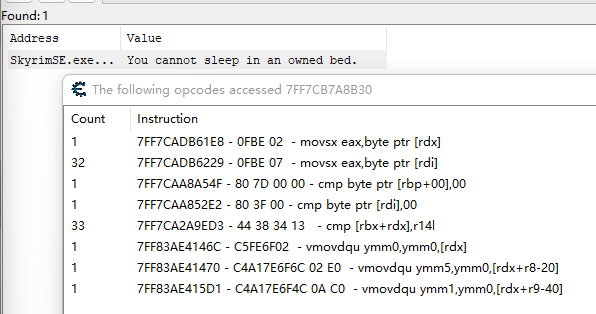 Found: 1
Address Value
SkyrimSE.exe... You cannot sleep in an owned bed.
The following opcodes accessed 7FF7CB7A8B30
Count Instruction
1 7FF7CADB61E8 - 0FBE 02 - movsx eax,byte ptr [rdx]
32 7FF7CADB6229 - 0FBE 07 - movsx eax,byte ptr [rdi]
1 7FF7CAA8A54F - 80 7D 00 00 - cmp byte ptr [rbp+00],00
1 7FF7CAA852E2 - 80 3F 00 - cmp byte ptr [rdi],00
33 7FF7CA2A9ED3 - 44 38 34 13 - cmp [rbx+rdx],r14l
1 7FF83AE4146C - C5FE6F02 - vmovdqu ymm0,ymm0,[rdx]
1 7FF83AE41470 - C4A17E6F6C 02 E0 - vmovdqu ymm5,ymm0,[rdx+r8-20]
1 7FF83AE415D1 - C4A17E6F4C 0A C0 - vmovdqu ymm1,ymm0,[rdx+r9-40]